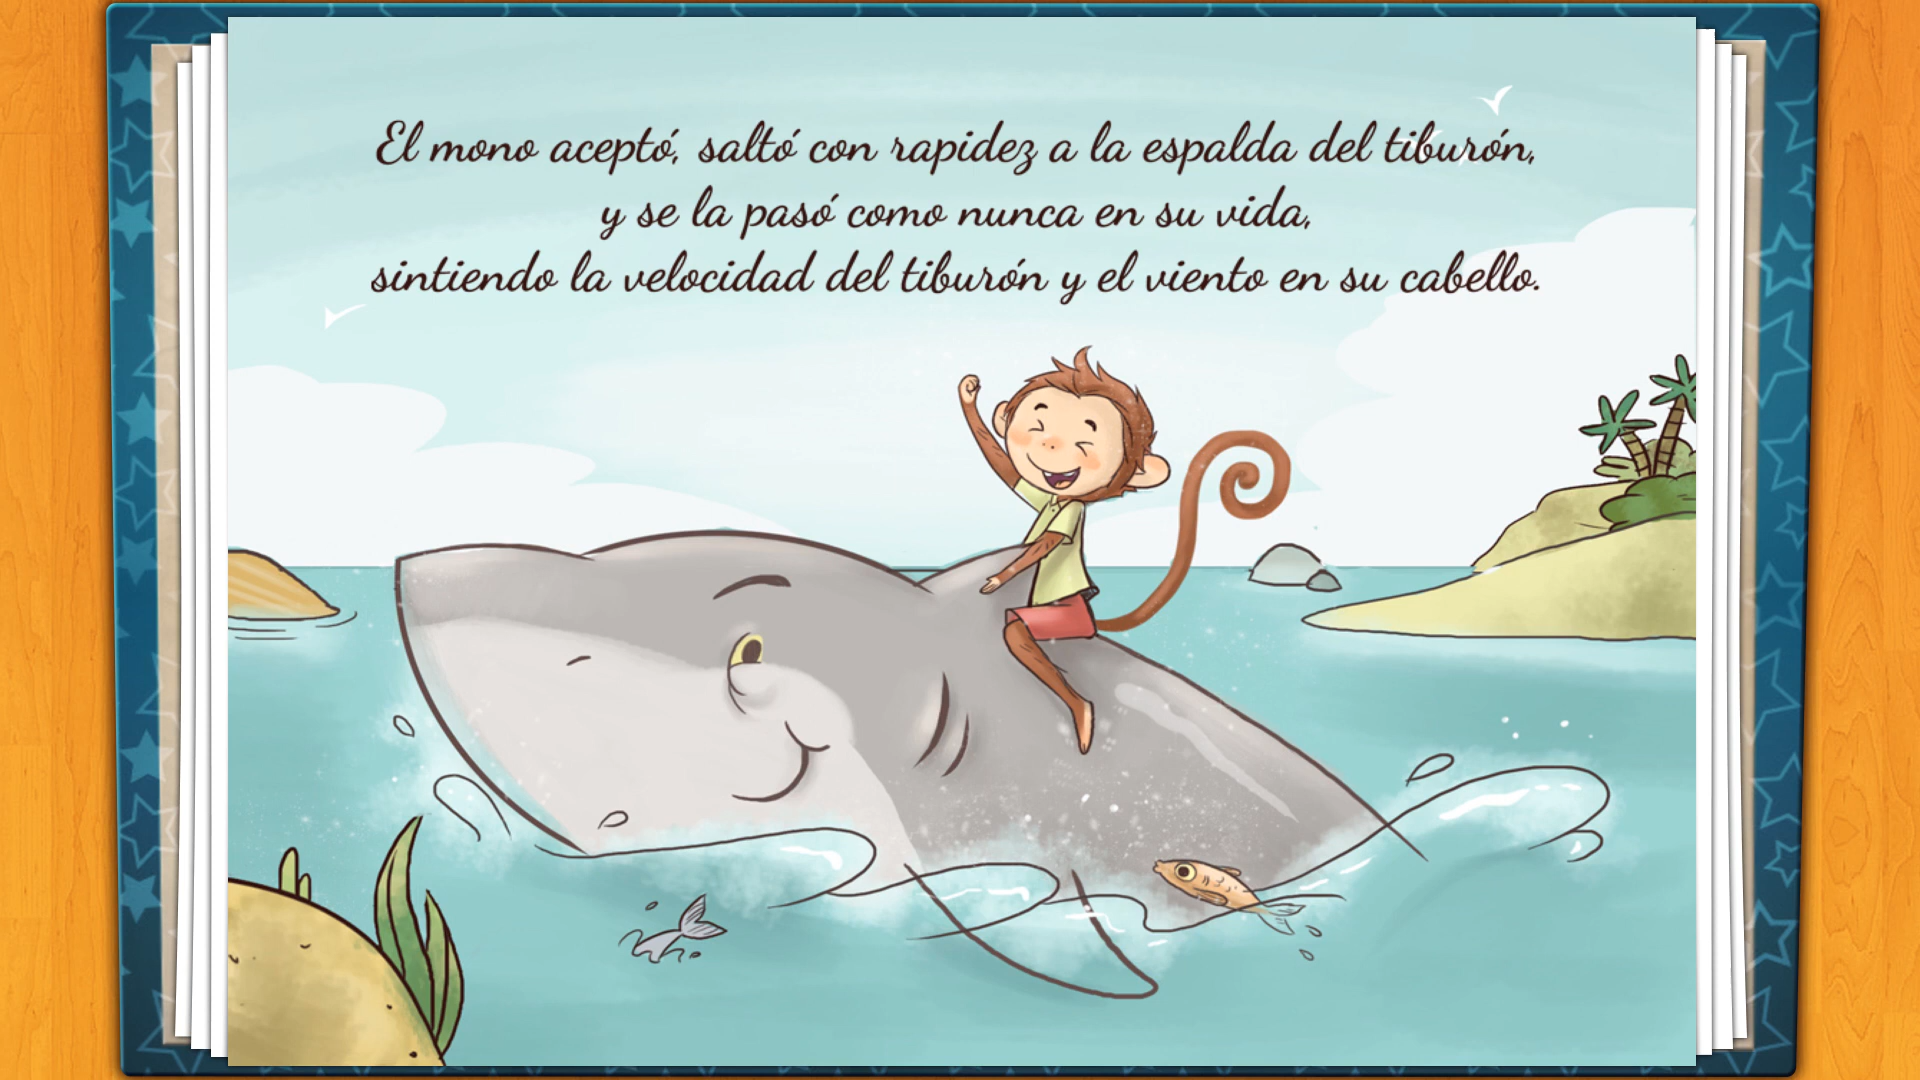 El mono aceptó, saltó con rapidez a la espalda del tiburón,
y se la pasó como nunca en su vida,
sintiendo la velocidad del tiburón y el viento en su cabello.